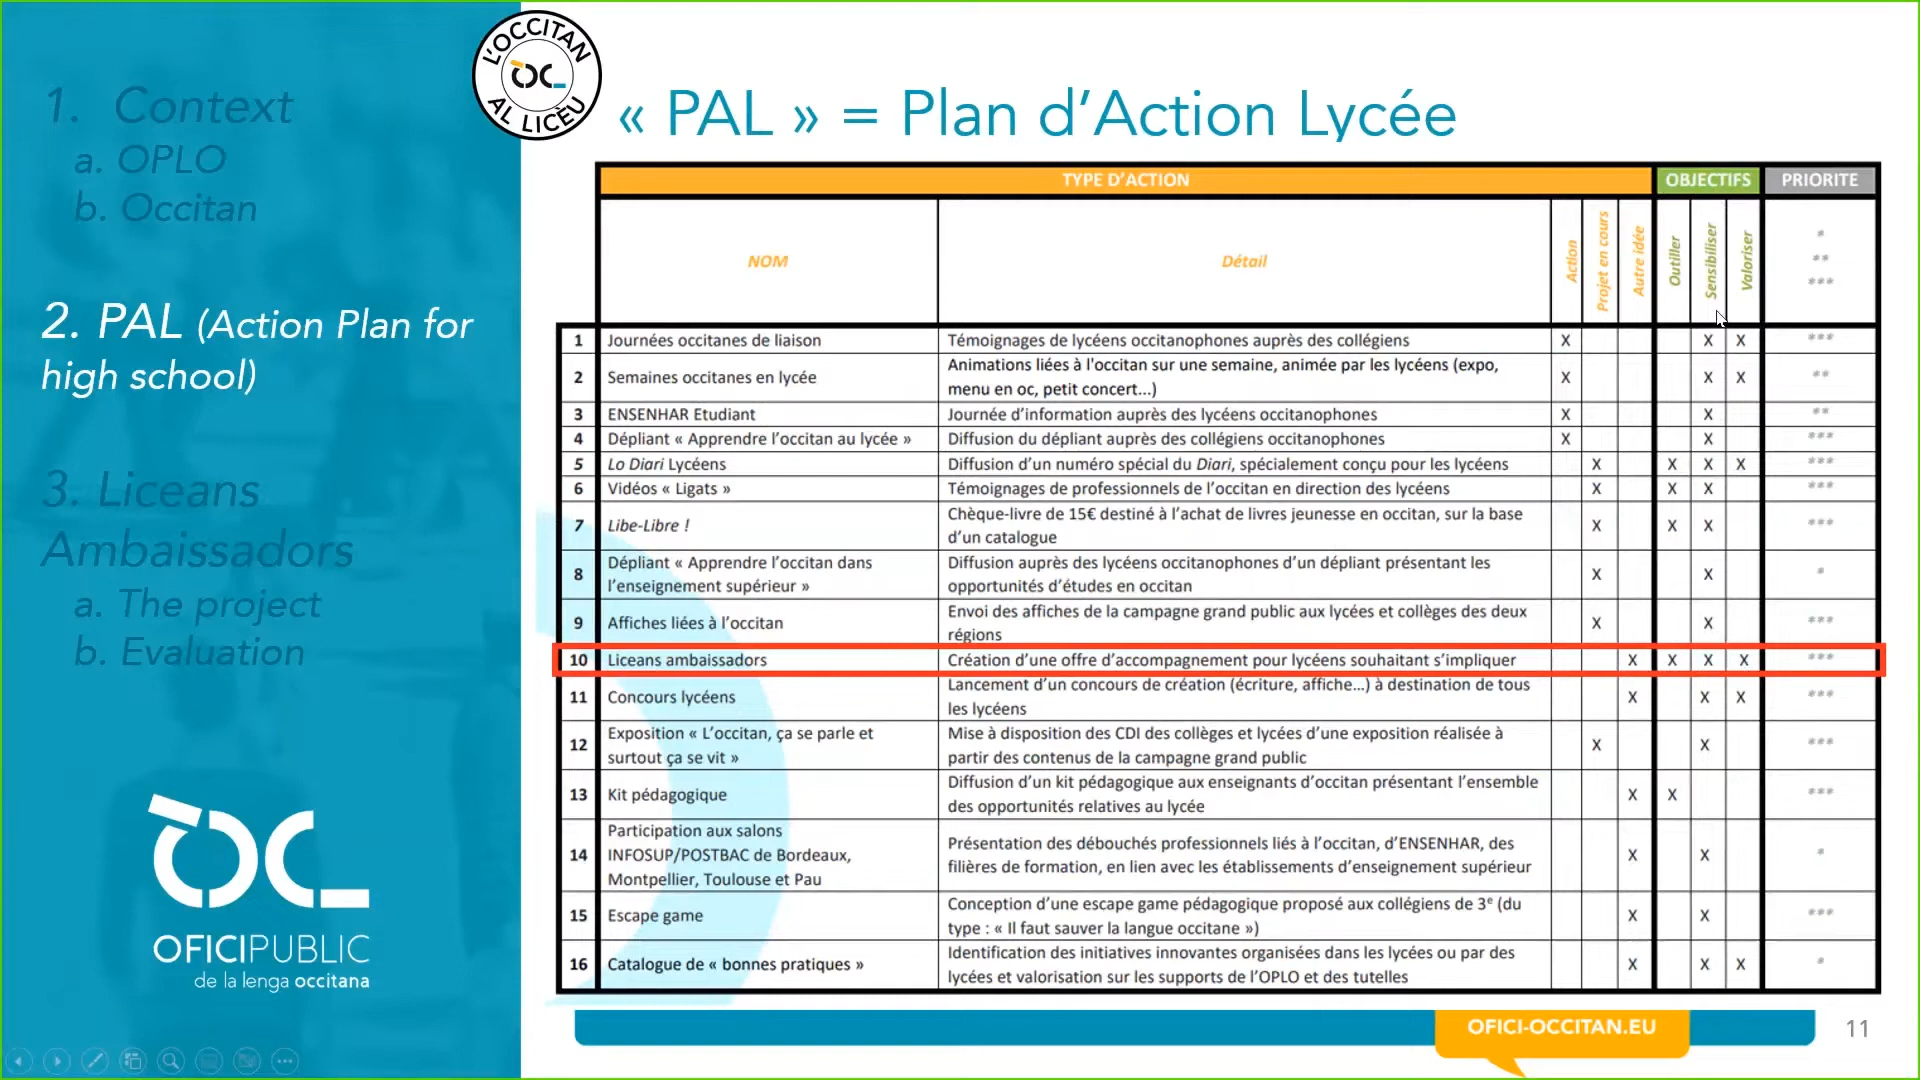 1. Context
a. OPLO
b. Occitan
2. PAL (Action Plan for
high school)
3. Liceans
Ambaissadors
a. The project
b. Evaluation
ÒC
OFICIPUBLIC
de la lenga occitana
L'OCCITAN
ÒC
AL LICÈU
« PAL » = Plan d'Action Lycée
TYPE D'ACTION OBJECTIFS PRIORITE
NOM Détail Action Projet en cours Autre idée Outiller Sensibiliser Valoriser
*
**
***
1 Journées occitanes de liaison Témoignages de lycéens occitanophones auprès des collégiens X X X ***
2 Semaines occitanes en lycée Animations liées à l'occitan sur une semaine, animée par les lycéens (expo,
menu en oc, petit concert...) X X X **
3 ENSENHAR Etudiant Journée d'information auprès des lycéens occitanophones X X **
4 Dépliant « Apprendre l'occitan au lycée » Diffusion du dépliant auprès des collégiens occitanophones X X ***
5 Lo Diari Lycéens Diffusion d'un numéro spécial du Diari, spécialement conçu pour les lycéens X X X X ***
6 Vidéos « Ligats » Témoignages de professionnels de l'occitan en direction des lycéens X X X ***
7 Libe-Libre ! Chèque-livre de 15€ destiné à l'achat de livres jeunesse en occitan, sur la base
d'un catalogue X X X ***
8 Dépliant « Apprendre l'occitan dans
l'enseignement supérieur » Diffusion auprès des lycéens occitanophones d'un dépliant présentant les
opportunités d'études en occitan X X *
9 Affiches liées à l'occitan Envoi des affiches de la campagne grand public aux lycées et collèges des deux
régions X X ***
10 Liceans ambaissadors Création d'une offre d'accompagnement pour lycéens souhaitant s'impliquer X X X X ***
11 Concours lycéens Lancement d'un concours de création (écriture, affiche...) à destination de tous
les lycéens X X X ***
12 Exposition « L'occitan, ça se parle et
surtout ça se vit » Mise à disposition des CDI des collèges et lycées d'une exposition réalisée à
partir des contenus de la campagne grand public X X ***
13 Kit pédagogique Diffusion d'un kit pédagogique aux enseignants d'occitan présentant l'ensemble
des opportunités relatives au lycée X X ***
14 Participation aux salons
INFOSUP/POSTBAC de Bordeaux,
Montpellier, Toulouse et Pau Présentation des débouchés professionnels liés à l'occitan, d'ENSENHAR, des
filières de formation, en lien avec les établissements d'enseignement supérieur X X *
15 Escape game Conception d'une escape game pédagogique proposé aux collégiens de 3e (du
type : « Il faut sauver la langue occitane ») X X ***
16 Catalogue de « bonnes pratiques » Identification des initiatives innovantes organisées dans les lycées ou par des
lycées et valorisation sur les supports de l'OPLO et des tutelles X X X *
OFICI-OCCITAN.EU
11